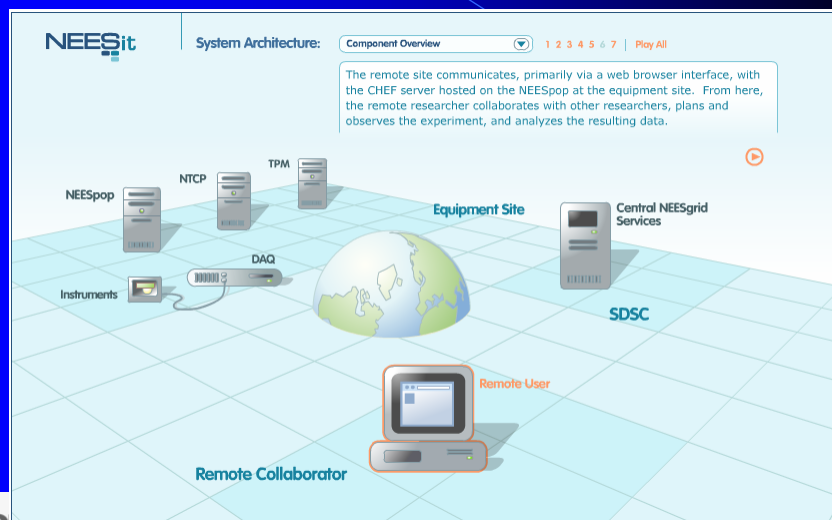 NEESit
System Architecture:
Component Overview
1 2 3 4 5 6 7 | Play All
The remote site communicates, primarily via a web browser interface, with
the CHEF server hosted on the NEESpop at the equipment site. From here,
the remote researcher collaborates with other researchers, plans and
observes the experiment, and analyzes the resulting data.
TPM
NTCP
NEESpop
Equipment Site
Central NEESgrid
Services
DAQ
Instruments
SDSC
Remote User
Remote Collaborator